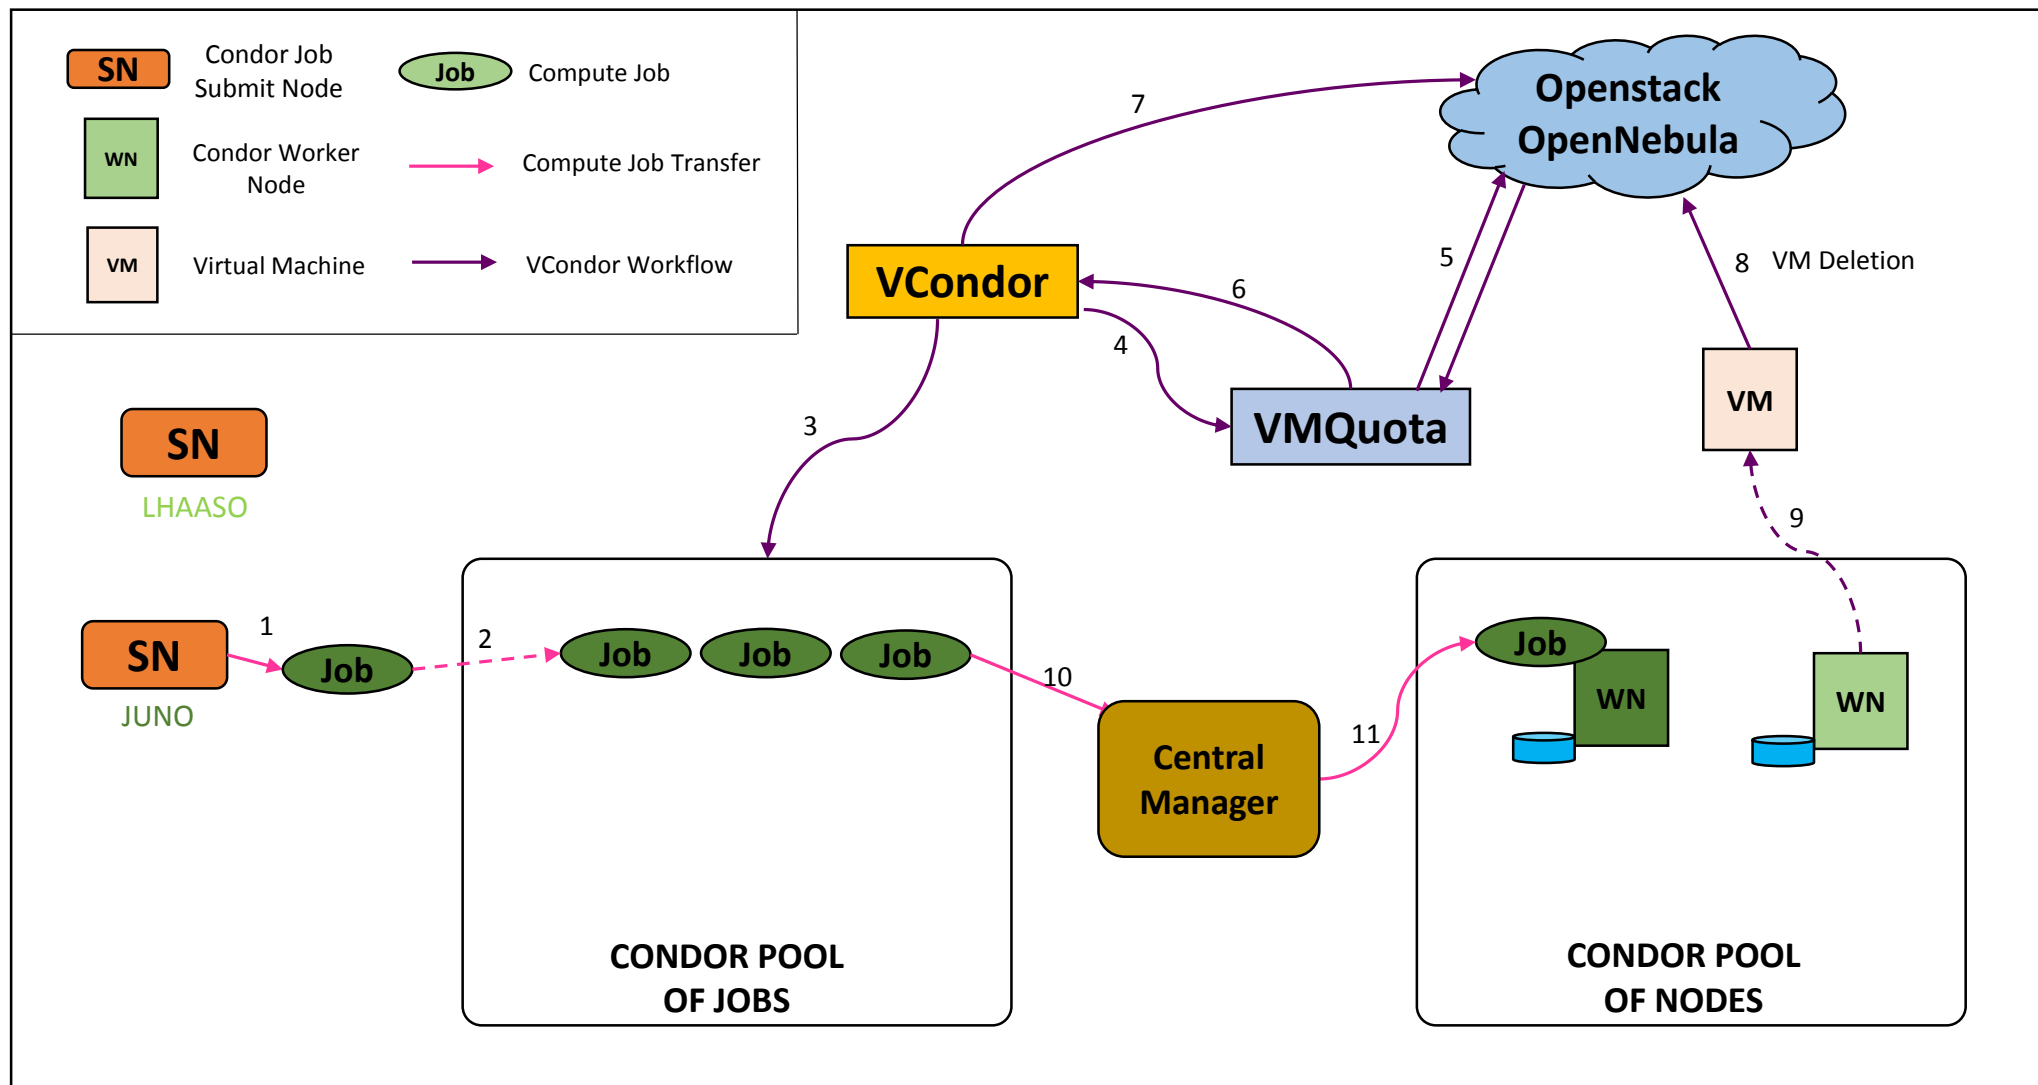 SN
Condor Job
Submit Node
Job
Compute Job
WN
Condor Worker
Node
Compute Job Transfer
VM
Virtual Machine
VCondor Workflow
7
Openstack
OpenNebula
VCondor
6
5
8
VM Deletion
4
VMQuota
VM
3
SN
LHAASO
9
1
2
SN
JUNO
Job
Job
Job
Job
10
Central
Manager
11
Job
WN
WN
CONDOR POOL
OF JOBS
CONDOR POOL
OF NODES